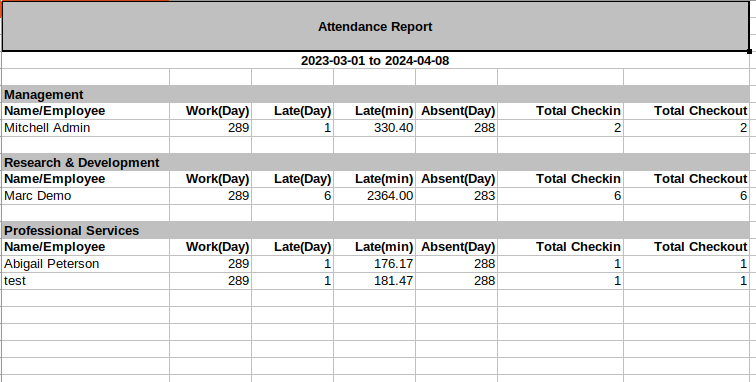 Attendance Report
2023-03-01 to 2024-04-08
Management
Name/Employee Work(Day) Late(Day) Late(min) Absent(Day) Total Checkin Total Checkout
Mitchell Admin 289 1 330.40 288 2 2
Research & Development
Name/Employee Work(Day) Late(Day) Late(min) Absent(Day) Total Checkin Total Checkout
Marc Demo 289 6 2364.00 283 6 6
Professional Services
Name/Employee Work(Day) Late(Day) Late(min) Absent(Day) Total Checkin Total Checkout
Abigail Peterson 289 1 176.17 288 1 1
test 289 1 181.47 288 1 1